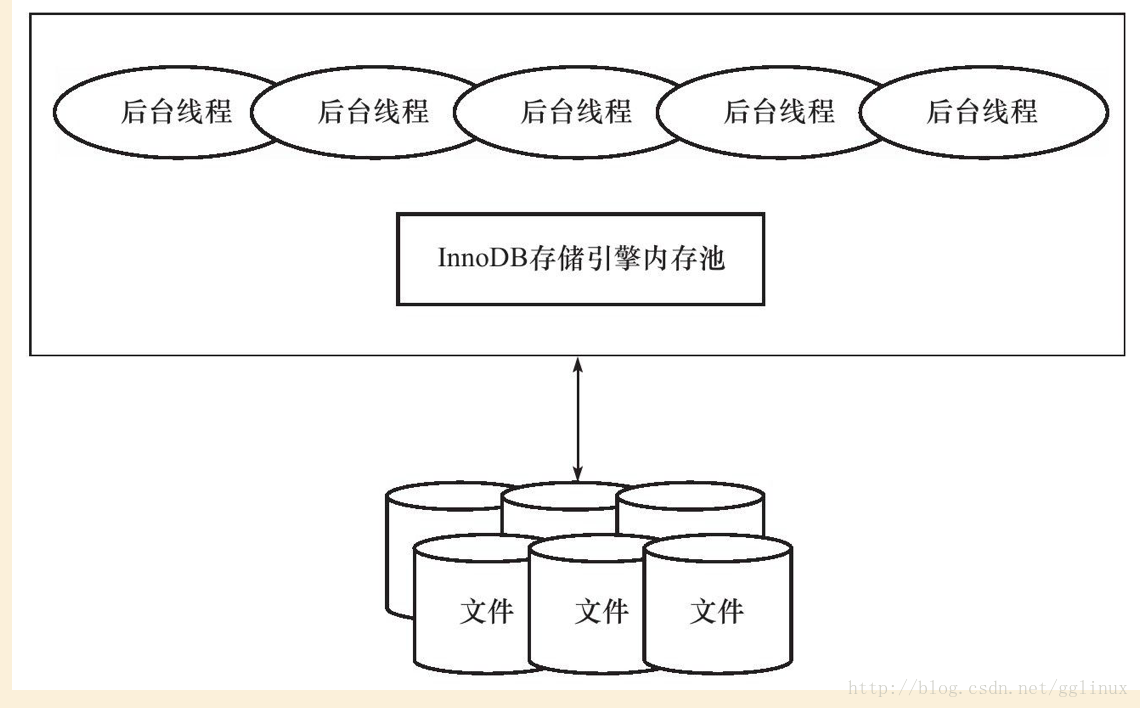 后台线程 后台线程 后台线程 后台线程 后台线程
InnoDB存储引擎内存池
文件 文件 文件
http://blog.csdn.net/gglinux